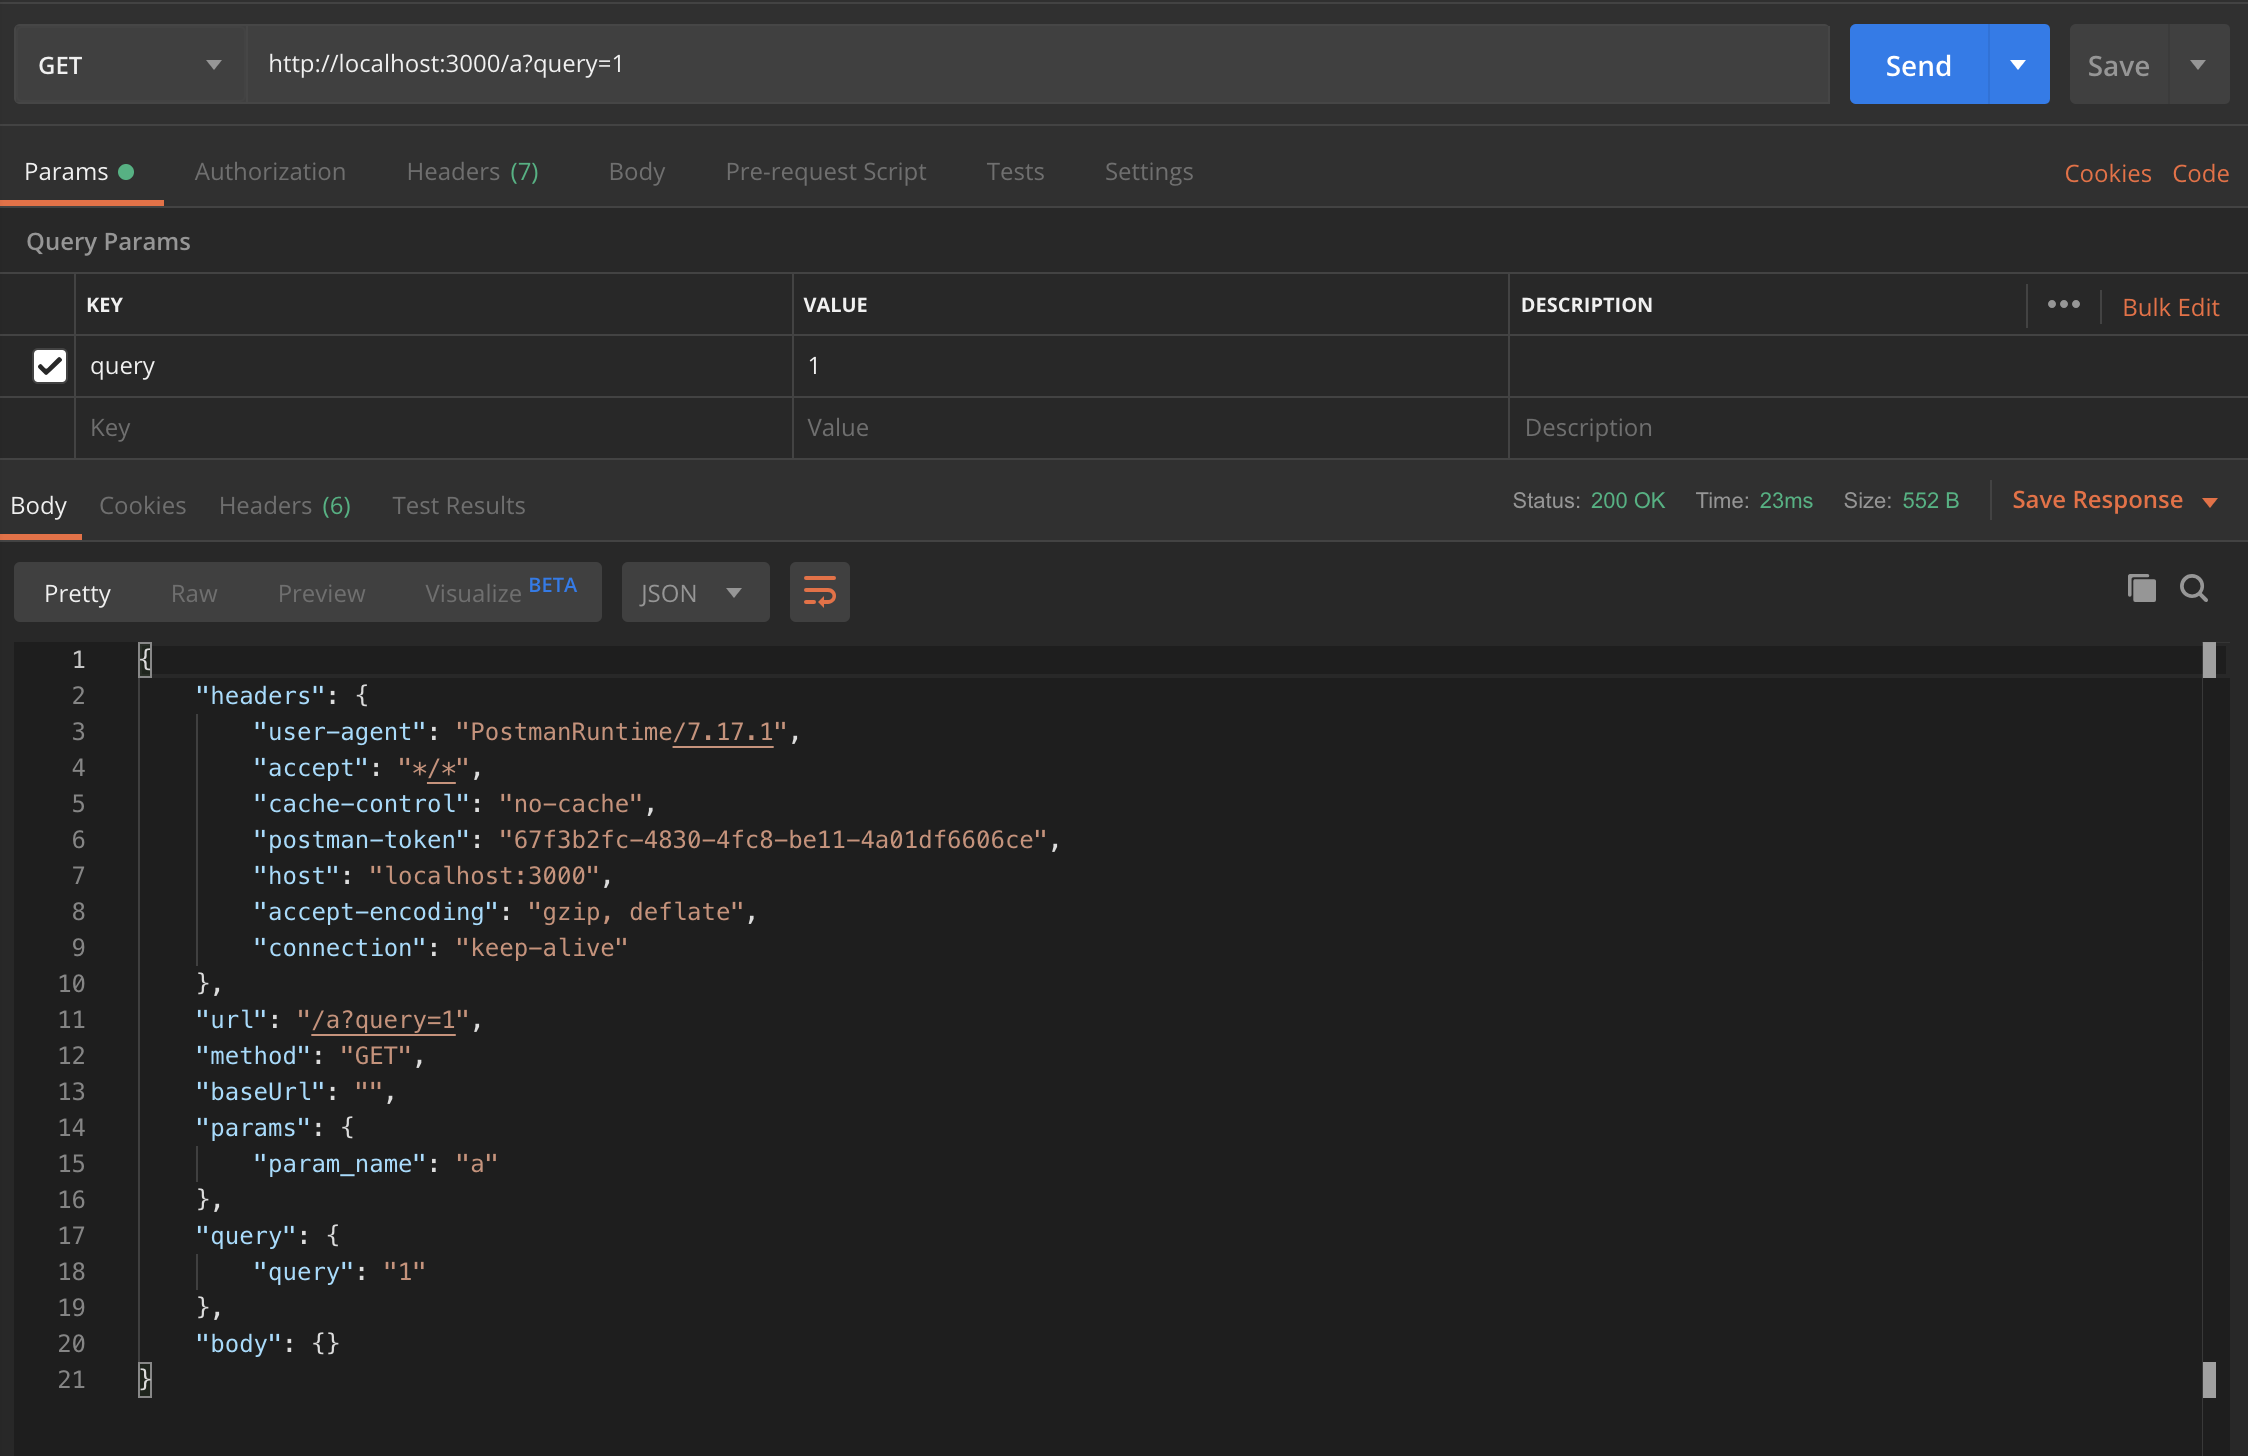 GET http://localhost:3000/a?query=1 Send Save
Params Authorization Headers (7) Body Pre-request Script Tests Settings Cookies Code
Query Params
KEY VALUE DESCRIPTION ••• Bulk Edit
query 1
Key Value Description
Body Cookies Headers (6) Test Results Status: 200 OK Time: 23ms Size: 552 B Save Response
Pretty Raw Preview Visualize BETA JSON
1 {
2 "headers": {
3 "user-agent": "PostmanRuntime/7.17.1",
4 "accept": "*/*",
5 "cache-control": "no-cache",
6 "postman-token": "67f3b2fc-4830-4fc8-be11-4a01df6606ce",
7 "host": "localhost:3000",
8 "accept-encoding": "gzip, deflate",
9 "connection": "keep-alive"
10 },
11 "url": "/a?query=1",
12 "method": "GET",
13 "baseUrl": "",
14 "params": {
15 "param_name": "a"
16 },
17 "query": {
18 "query": "1"
19 },
20 "body": {}
21 }